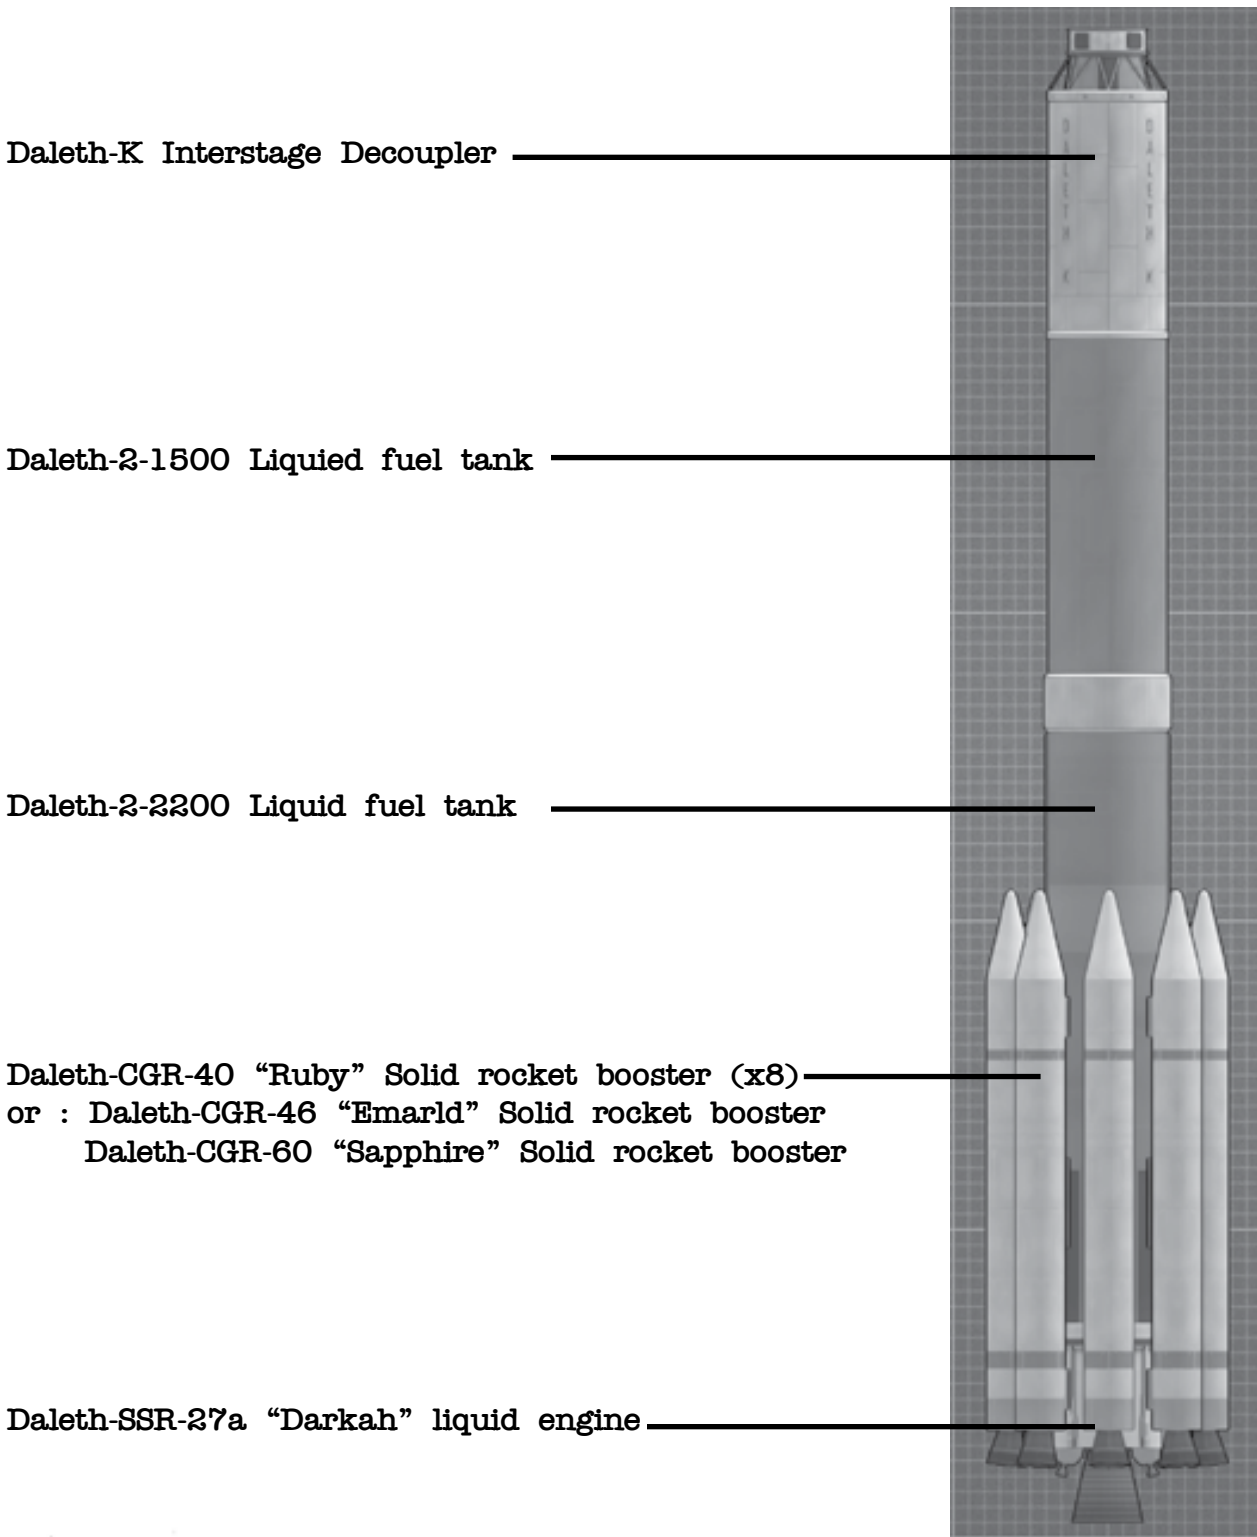 Daleth-K Interstage Decoupler
DALETH K
DALETH K
Daleth-2-1500 Liquied fuel tank
Daleth-2-2200 Liquid fuel tank
Daleth-CGR-40 “Ruby” Solid rocket booster (x8)
or : Daleth-CGR-46 “Emarld” Solid rocket booster
Daleth-CGR-60 “Sapphire” Solid rocket booster
Daleth-SSR-27a “Darkah” liquid engine